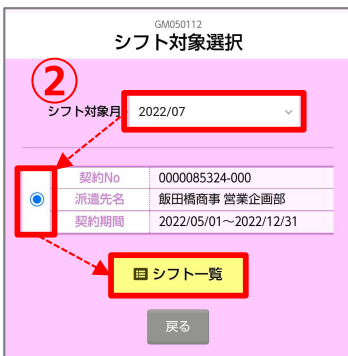 GM050112
シフト対象選択
②
シフト対象月 2022/07
契約No 0000085324-000
派遣先名 飯田橋商事 営業企画部
契約期間 2022/05/01～2022/12/31
シフト一覧
戻る